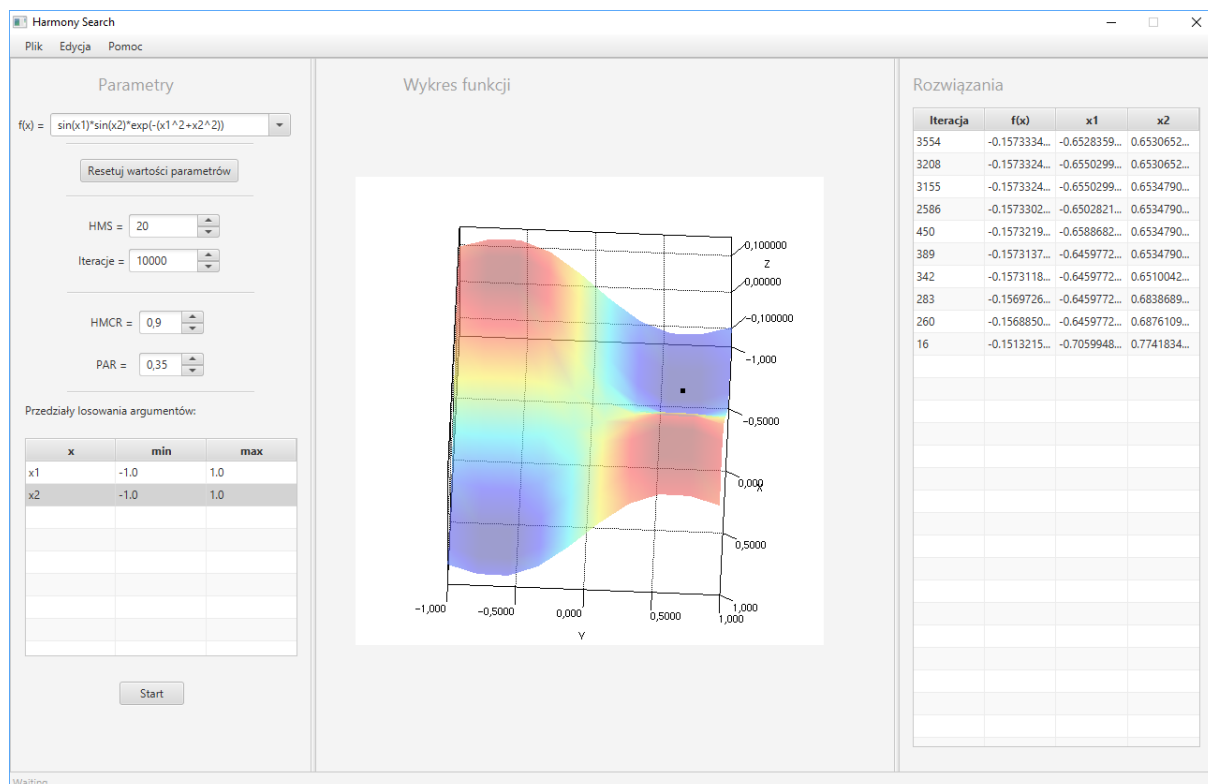 Harmony Search
Plik Edycja Pomoc
Parametry
f(x) = sin(x1)*sin(x2)*exp(-(x1^2+x2^2))
Resetuj wartości parametrów
HMS = 20
Iteracje = 10000
HMCR = 0,9
PAR = 0,35
Przedziały losowania argumentów:
x min max
x1 -1.0 1.0
x2 -1.0 1.0
Start
Wykres funkcji
0,100000
Z
0,00000
-0,100000
-1,000
-0,5000
0,000
X
0,5000
1,000
-1,000 -0,5000 0,000 0,5000 1,000
Y
Rozwiązania
Iteracja f(x) x1 x2
3554 -0.1573334... -0.6528359... 0.6530652...
3208 -0.1573324... -0.6550299... 0.6530652...
3155 -0.1573324... -0.6550299... 0.6534790...
2586 -0.1573302... -0.6502821... 0.6534790...
450 -0.1573219... -0.6588682... 0.6534790...
389 -0.1573137... -0.6459772... 0.6534790...
342 -0.1573118... -0.6459772... 0.6510042...
283 -0.1569726... -0.6459772... 0.6838689...
260 -0.1568850... -0.6459772... 0.6876109...
16 -0.1513215... -0.7059948... 0.7741834...
Waiting